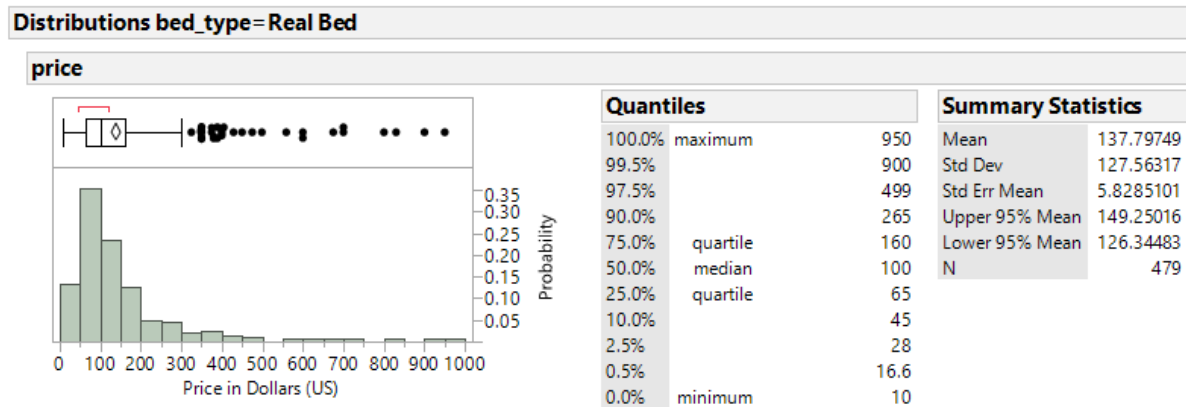 Distributions bed_type=Real Bed
price
0.35
0.30
0.25
0.20
0.15
0.10
0.05
Probability
0 100 200 300 400 500 600 700 800 900 1000
Price in Dollars (US)
Quantiles
100.0% maximum 950
99.5% 900
97.5% 499
90.0% 265
75.0% quartile 160
50.0% median 100
25.0% quartile 65
10.0% 45
2.5% 28
0.5% 16.6
0.0% minimum 10
Summary Statistics
Mean 137.79749
Std Dev 127.56317
Std Err Mean 5.8285101
Upper 95% Mean 149.25016
Lower 95% Mean 126.34483
N 479